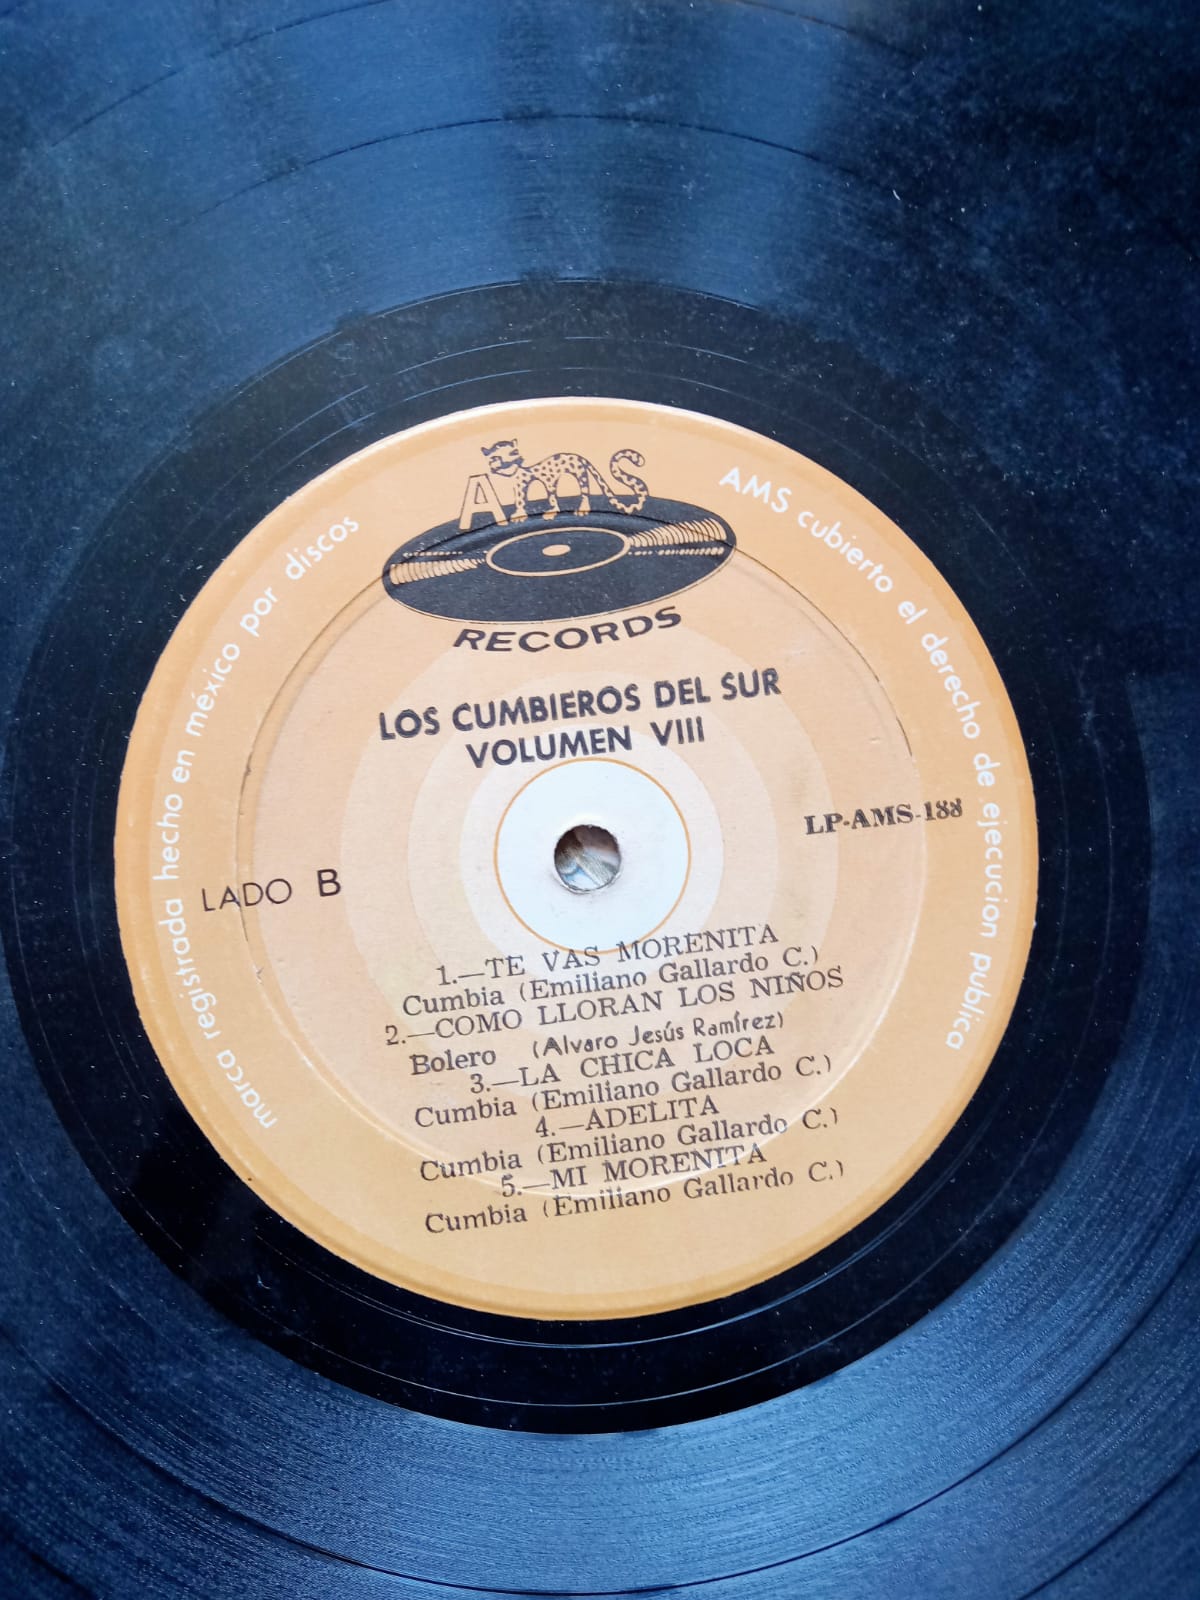 AMS
RECORDS
marca registrada hecho en méxico por discos
AMS cubierto el derecho de ejecucion publica
LOS CUMBIEROS DEL SUR
VOLUMEN VIII
LP-AMS-188
LADO B
1.—TE VAS MORENITA
Cumbia (Emiliano Gallardo C.)
2.—COMO LLORAN LOS NIÑOS
Bolero (Alvaro Jesús Ramírez)
3.—LA CHICA LOCA
Cumbia (Emiliano Gallardo C.)
4.—ADELITA
Cumbia (Emiliano Gallardo C.)
5.—MI MORENITA
Cumbia (Emiliano Gallardo C.)